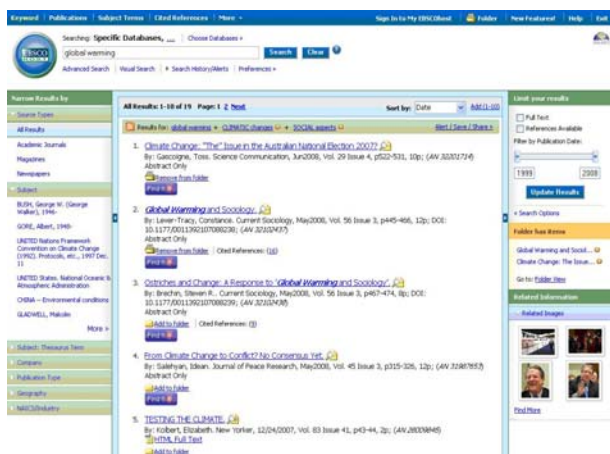 Keyword | Publications | Subject Terms | Cited References | More
Sign In to My EBSCOhost | Folder | New Features! | Help | Exit
Searching: Specific Databases, ... | Choose Databases »
EBSCO
global warming
Search Clear
Advanced Search | Visual Search | Search History/Alerts | Preferences »
Narrow Results by
Source Types
All Results
Academic Journals
Magazines
Newspapers
Subject
BUSH, George W. (George
Walker), 1946-
GORE, Albert, 1948-
UNITED Nations Framework
Convention on Climate Change
(1992). Protocols, etc., 1997 Dec.
11
UNITED States. National Oceanic &
Atmospheric Administration
CHINA -- Environmental conditions
GLADWELL, Malcolm
More »
Subject: Thesaurus Term
Company
Publication Type
Geography
NAICS/Industry
All Results: 1-10 of 19 Page: 1 2 Next
Sort by: Date Add (1-10)
Results for: global warming + CLIMATIC changes + SOCIAL aspects
Alert / Save / Share »
1. Climate Change: "The" Issue in the Australian National Election 2007?
By: Gascoigne, Toss. Science Communication, Jun2008, Vol. 29 Issue 4, p522-531, 10p;
Abstract Only
Remove from folder
2. Global Warming and Sociology.
By: Lever-Tracy, Constance. Current Sociology, May2008, Vol. 56 Issue 3, p445-466, 12p; DOI:
10.1177/0011392107088238;
Abstract Only
Remove from folder | Cited References: (16)
3. Ostriches and Change: A Response to 'Global Warming and Sociology'.
By: Brechin, Steven R.. Current Sociology, May2008, Vol. 56 Issue 3, p467-474, 8p; DOI:
10.1177/0011392107088239;
Abstract Only
Add to folder | Cited References: (9)
4. From Climate Change to Conflict? No Consensus Yet.
By: Salehyan, Idean. Journal of Peace Research, May2008, Vol. 45 Issue 3, p315-326, 12p;
Abstract Only
Add to folder
5. TESTING THE CLIMATE.
By: Kolbert, Elizabeth. New Yorker, 12/24/2007, Vol. 83 Issue 41, p43-44, 2p;
HTML Full Text
Add to folder
Limit your results
Full Text
References Available
Filter by Publication Date:
1999 2008
Update Results
« Search Options
Folder has items
Global Warming and Sociol...
Climate Change: The Issue...
Go to: Folder View
Related Information
Related Images
Find More